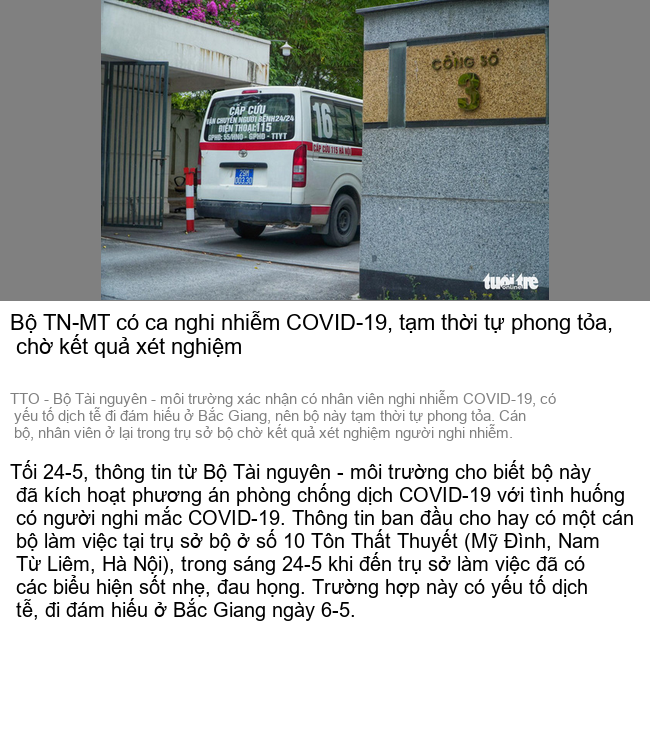 CỔNG SỐ
3
CẤP CỨU
VẬN CHUYỂN NGƯỜI BỆNH 24/24
ĐIỆN THOẠI:115
GPHĐ: 55/HNO - GPHĐ - TTYT
16
CẤP CỨU 115 HÀ NỘI
29M
003.30
tuổi trẻ
online
Bộ TN-MT có ca nghi nhiễm COVID-19, tạm thời tự phong tỏa,
chờ kết quả xét nghiệm
TTO - Bộ Tài nguyên - môi trường xác nhận có nhân viên nghi nhiễm COVID-19, có
yếu tố dịch tễ đi đám hiếu ở Bắc Giang, nên bộ này tạm thời tự phong tỏa. Cán
bộ, nhân viên ở lại trong trụ sở bộ chờ kết quả xét nghiệm người nghi nhiễm.
Tối 24-5, thông tin từ Bộ Tài nguyên - môi trường cho biết bộ này
đã kích hoạt phương án phòng chống dịch COVID-19 với tình huống
có người nghi mắc COVID-19. Thông tin ban đầu cho hay có một cán
bộ làm việc tại trụ sở bộ ở số 10 Tôn Thất Thuyết (Mỹ Đình, Nam
Từ Liêm, Hà Nội), trong sáng 24-5 khi đến trụ sở làm việc đã có
các biểu hiện sốt nhẹ, đau họng. Trường hợp này có yếu tố dịch
tễ, đi đám hiếu ở Bắc Giang ngày 6-5.